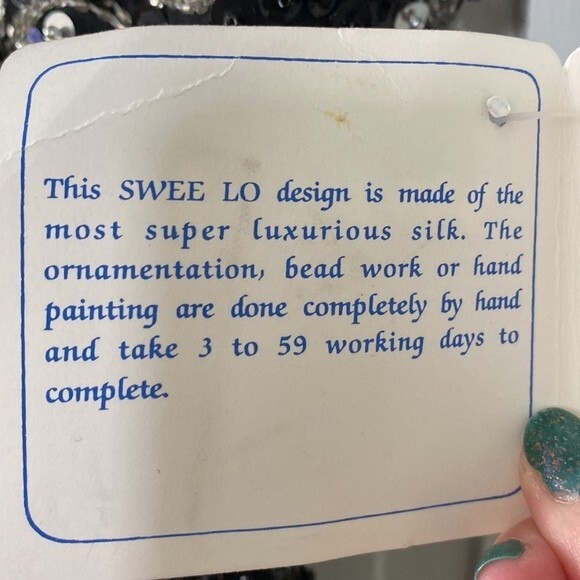 This SWEE LO design is made of the
most super luxurious silk. The
ornamentation, bead work or hand
painting are done completely by hand
and take 3 to 59 working days to
complete.